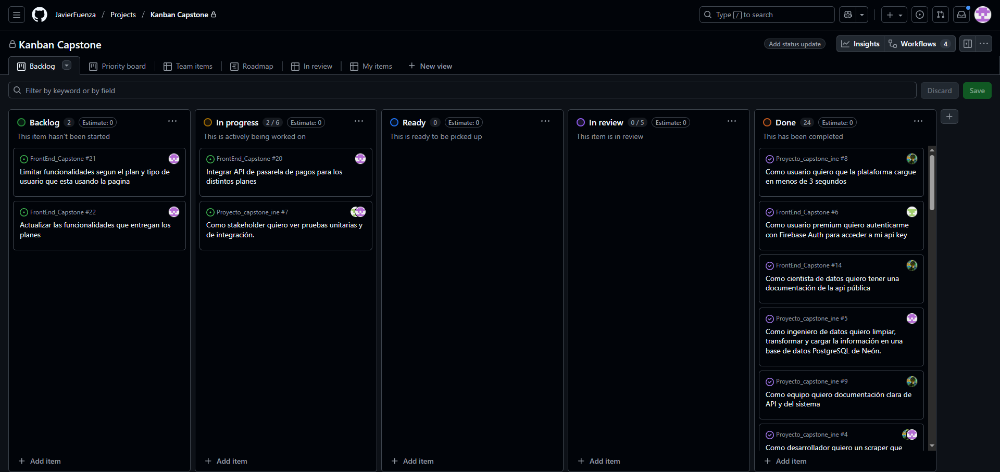 JavierFuenza / Projects / Kanban Capstone
Type / to search
Kanban Capstone
Add status update
Insights
Workflows 4
Backlog
Priority board
Team items
Roadmap
In review
My items
New view
Filter by keyword or by field
Discard
Save
Backlog 2 Estimate: 0
This item hasn't been started
FrontEnd_Capstone #21
Limitar funcionalidades segun el plan y tipo de
usuario que esta usando la pagina
FrontEnd_Capstone #22
Actualizar las funcionalidades que entregan los
planes
Add item
In progress 2 / 6 Estimate: 0
This is actively being worked on
FrontEnd_Capstone #20
Integrar API de pasarela de pagos para los
distintos planes
Proyecto_capstone_ine #7
Como stakeholder quiero ver pruebas unitarias y
de integración.
Add item
Ready 0 Estimate: 0
This is ready to be picked up
Add item
In review 0 / 5 Estimate: 0
This item is in review
Add item
Done 24 Estimate: 0
This has been completed
Proyecto_capstone_ine #8
Como usuario quiero que la plataforma cargue
en menos de 3 segundos
FrontEnd_Capstone #6
Como usuario premium quiero autenticarme
con Firebase Auth para acceder a mi api key
FrontEnd_Capstone #14
Como cientista de datos quiero tener una
documentación de la api pública
Proyecto_capstone_ine #5
Como ingeniero de datos quiero limpiar,
transformar y cargar la información en una
base de datos PostgreSQL de Neón.
Proyecto_capstone_ine #9
Como equipo quiero documentación clara de
API y del sistema
Proyecto_capstone_ine #4
Como desarrollador quiero un scraper que
Add item